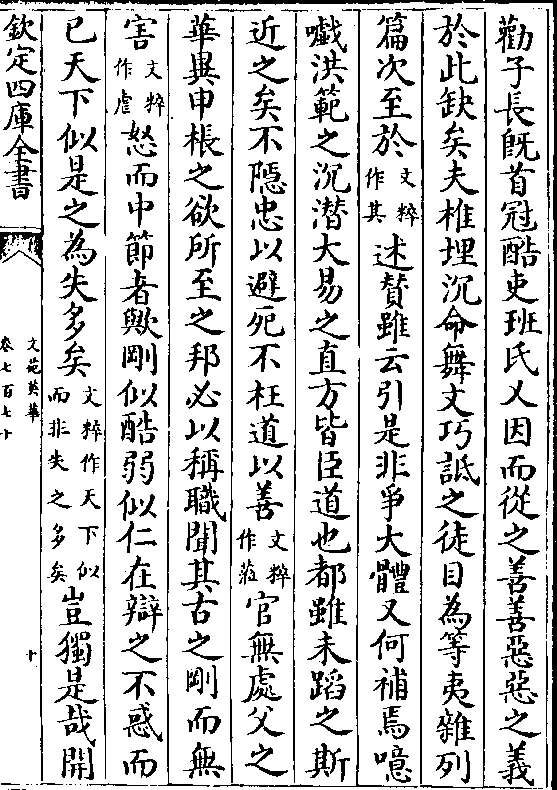 勸子長旣首冠酷吏班氏又因而從之善善惡惡之義
於此缺矣夫椎埋沉命舞文巧詆之徒目為等夷雜列
篇次至於文粹作其述賛雖云引是非爭大體又何補焉噫
嚱洪範之沉潜大易之直方皆臣道也都雖未蹈之斯
近之矣不隱忠以避死不枉道以善文粹作蒞官無處父之
華異申棖之欲所至之邦必以稱職聞其古之剛而無
害文粹作虐怒而中節者歟剛似酷弱似仁在辯之不惑而
已天下似是之為失多矣文粹作天下似而非失之多矣豈獨是哉開
欽定四庫全書
文苑英華
卷七百七十
十